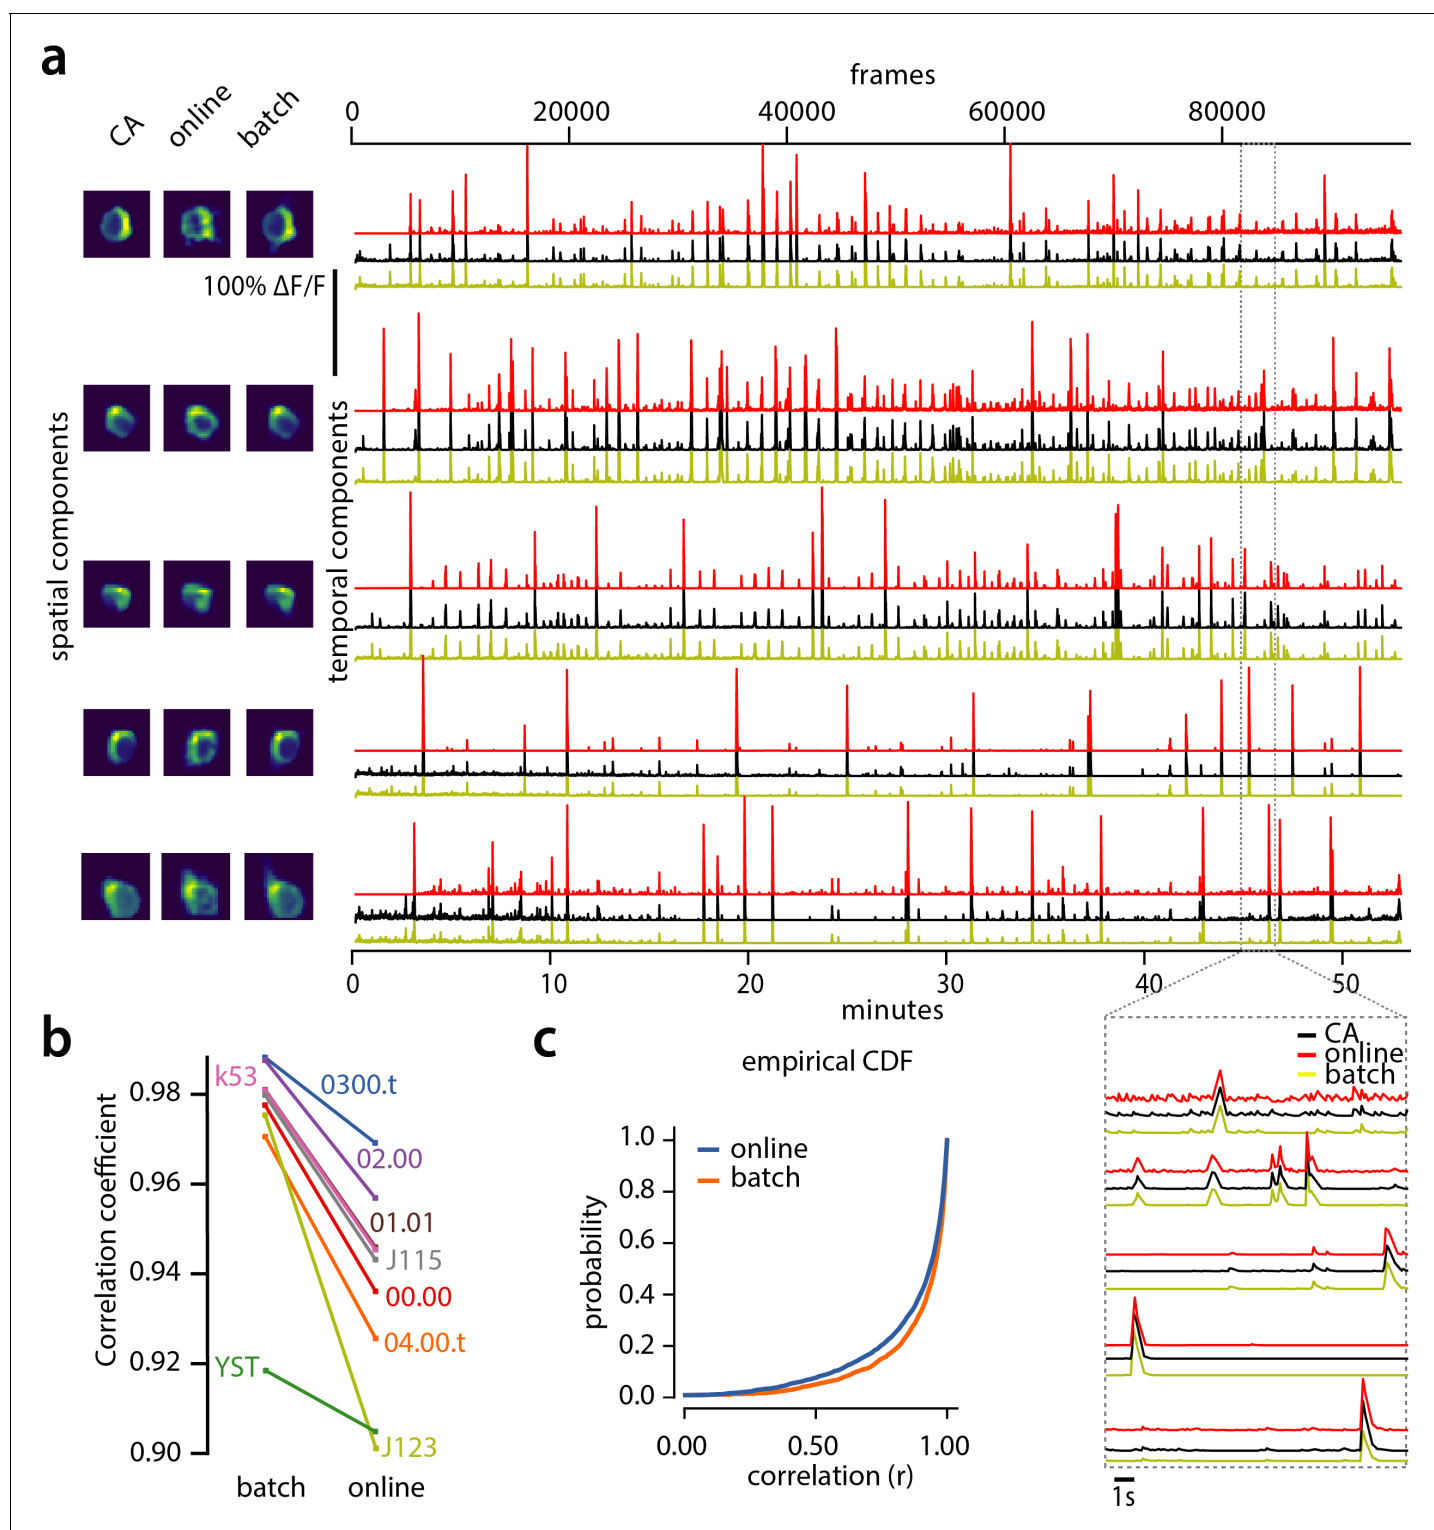 a
frames
CA online batch
0 20000 40000 60000 80000
100% ΔF/F
spatial components
temporal components
0 10 20 30 40 50
minutes
b
Correlation coefficient
0.98
0.96
0.94
0.92
0.90
k53
0300.t
02.00
01.01
J115
00.00
04.00.t
YST
J123
batch online
c
empirical CDF
probability
1.0
0.8
0.6
0.4
0.2
0.0
online
batch
0.00 0.50 1.00
correlation (r)
CA
online
batch
1s